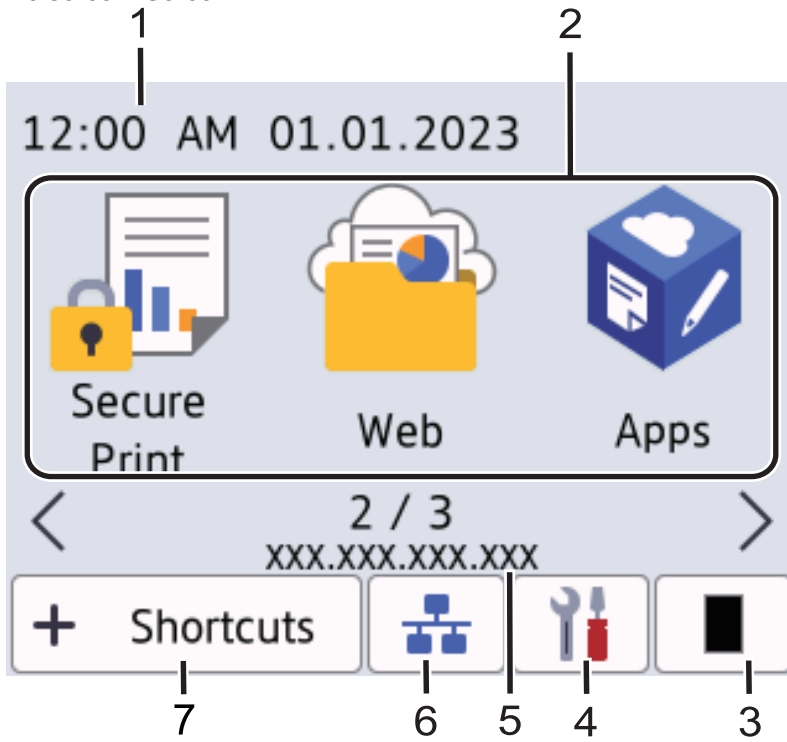 1
2
12:00 AM 01.01.2023
Secure
Print
Web
Apps
2 / 3
XXX.XXX.XXX.XXX
+ Shortcuts
7
6
5
4
3